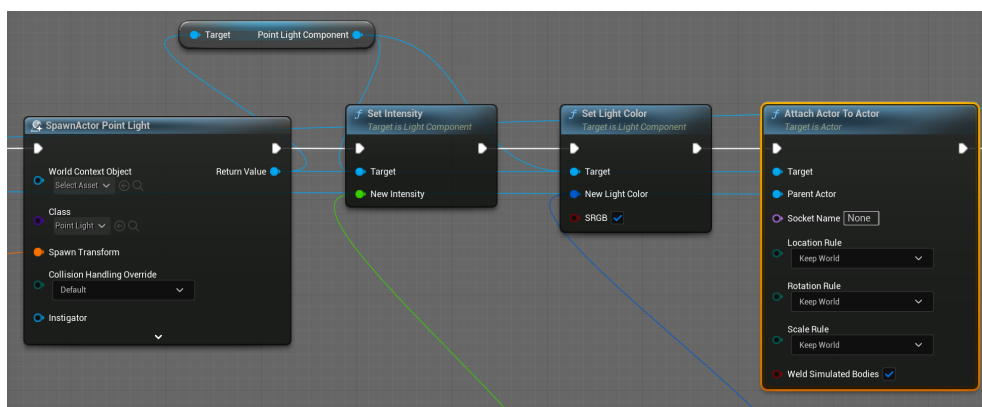 Target Point Light Component
SpawnActor Point Light
World Context Object
Select Asset
Return Value
Class
Point Light
Spawn Transform
Collision Handling Override
Default
Instigator
f Set Intensity
Target is Light Component
Target
New Intensity
f Set Light Color
Target is Light Component
Target
New Light Color
SRGB
f Attach Actor To Actor
Target is Actor
Target
Parent Actor
Socket Name None
Location Rule
Keep World
Rotation Rule
Keep World
Scale Rule
Keep World
Weld Simulated Bodies